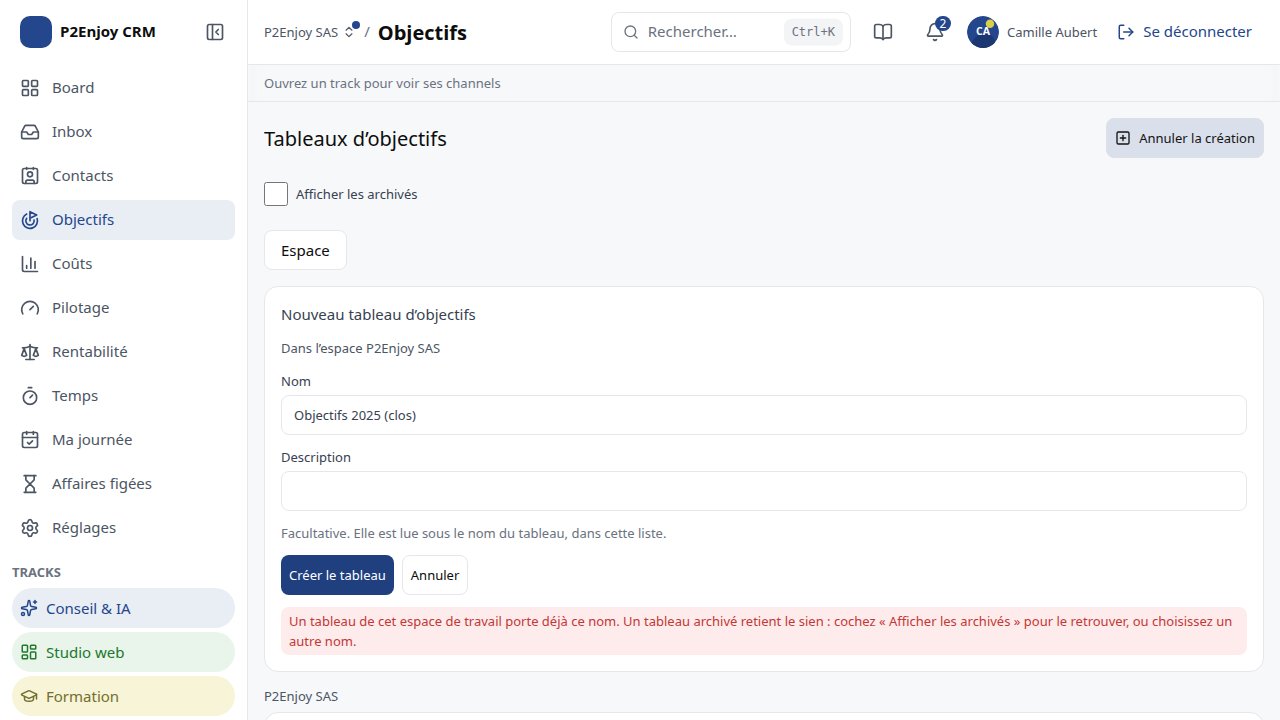 P2Enjoy CRM
Board
Inbox
Contacts
Objectifs
Coûts
Pilotage
Rentabilité
Temps
Ma journée
Affaires figées
Réglages
TRACKS
Conseil & IA
Studio web
Formation
P2Enjoy SAS / Objectifs
Rechercher... Ctrl+K
2
CA Camille Aubert
Se déconnecter
Ouvrez un track pour voir ses channels
Tableaux d’objectifs
Annuler la création
Afficher les archivés
Espace
Nouveau tableau d’objectifs
Dans l’espace P2Enjoy SAS
Nom
Objectifs 2025 (clos)
Description
Facultative. Elle est lue sous le nom du tableau, dans cette liste.
Créer le tableau Annuler
Un tableau de cet espace de travail porte déjà ce nom. Un tableau archivé retient le sien : cochez « Afficher les archivés » pour le retrouver, ou choisissez un
autre nom.
P2Enjoy SAS